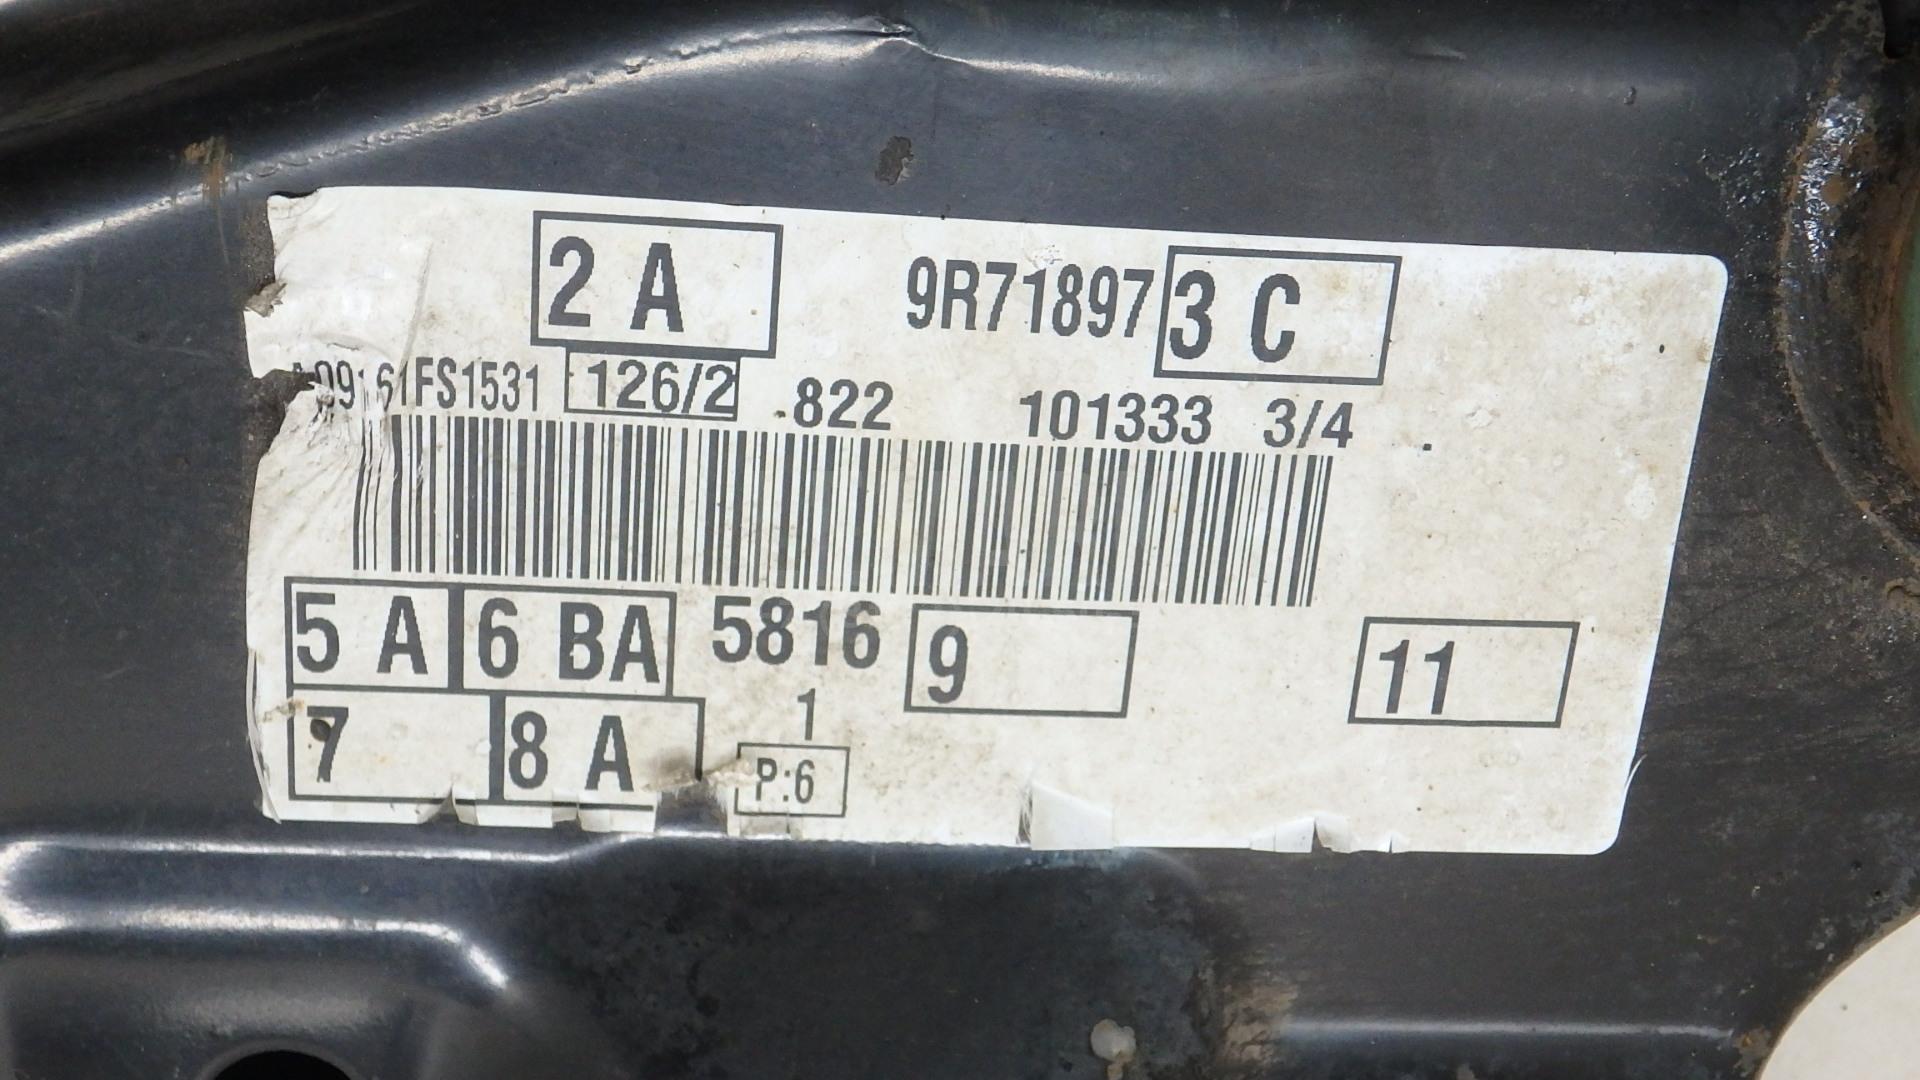 2 A 9R71897 3 C
61FS1531 126/2 822 101333 3/4 .
5 A 6 BA 5816 9 11
7 8 A 1
P:6